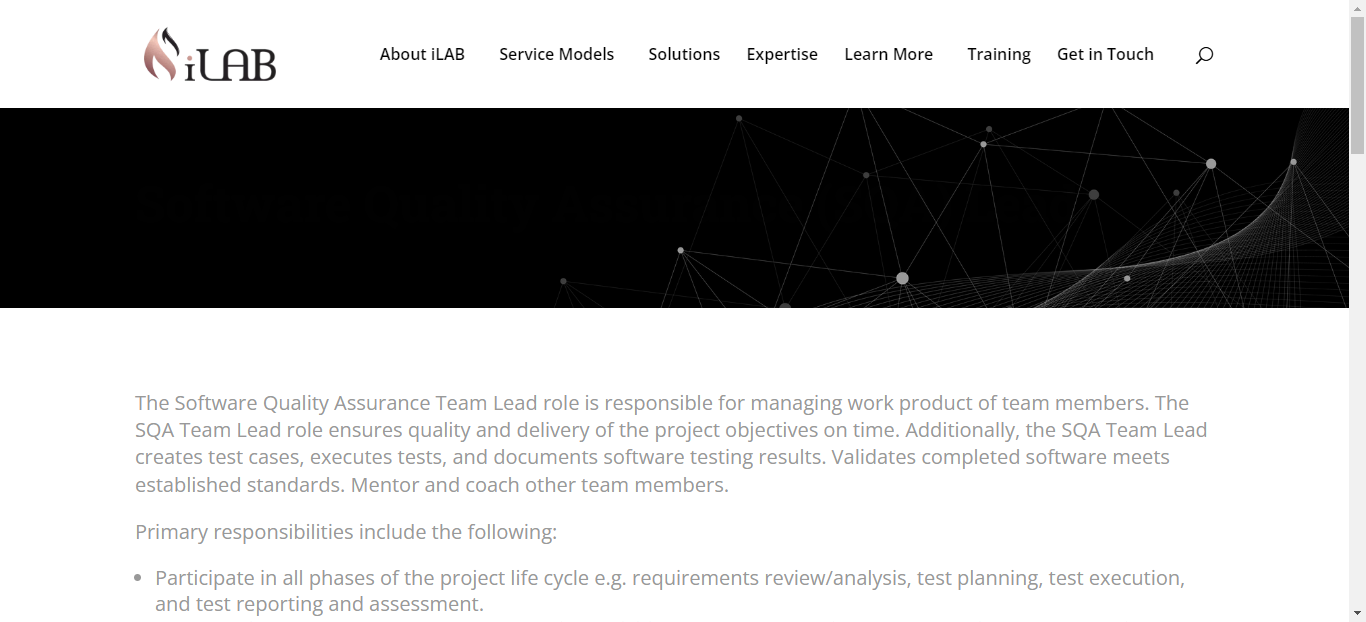 iLAB
About iLAB Service Models Solutions Expertise Learn More Training Get in Touch
The Software Quality Assurance Team Lead role is responsible for managing work product of team members. The
SQA Team Lead role ensures quality and delivery of the project objectives on time. Additionally, the SQA Team Lead
creates test cases, executes tests, and documents software testing results. Validates completed software meets
established standards. Mentor and coach other team members.
Primary responsibilities include the following:
Participate in all phases of the project life cycle e.g. requirements review/analysis, test planning, test execution,
and test reporting and assessment.